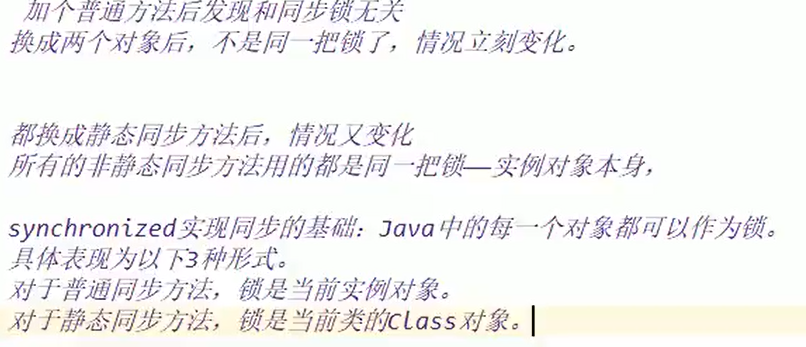 加个普通方法后发现和同步锁无关
换成两个对象后，不是同一把锁了，情况立刻变化。
都换成静态同步方法后，情况又变化
所有的非静态同步方法用的都是同一把锁——实例对象本身，
synchronized实现同步的基础：Java中的每一个对象都可以作为锁。
具体表现为以下3种形式。
对于普通同步方法，锁是当前实例对象。
对于静态同步方法，锁是当前类的Class对象。